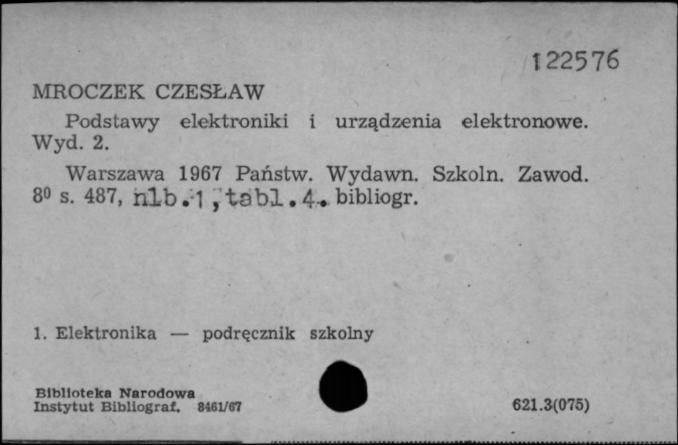 122576
MROCZEK CZESŁAW
Podstawy elektroniki i urządzenia elektronowe.
Wyd. 2.
Warszawa 1967 Państw. Wydawn. Szkoln. Zawod.
8⁰ s. 487, nlb.1, tabl.4. bibliogr.
1. Elektronika — podręcznik szkolny
Biblioteka Narodowa
Instytut Bibliograf. 8461/67
621.3(075)